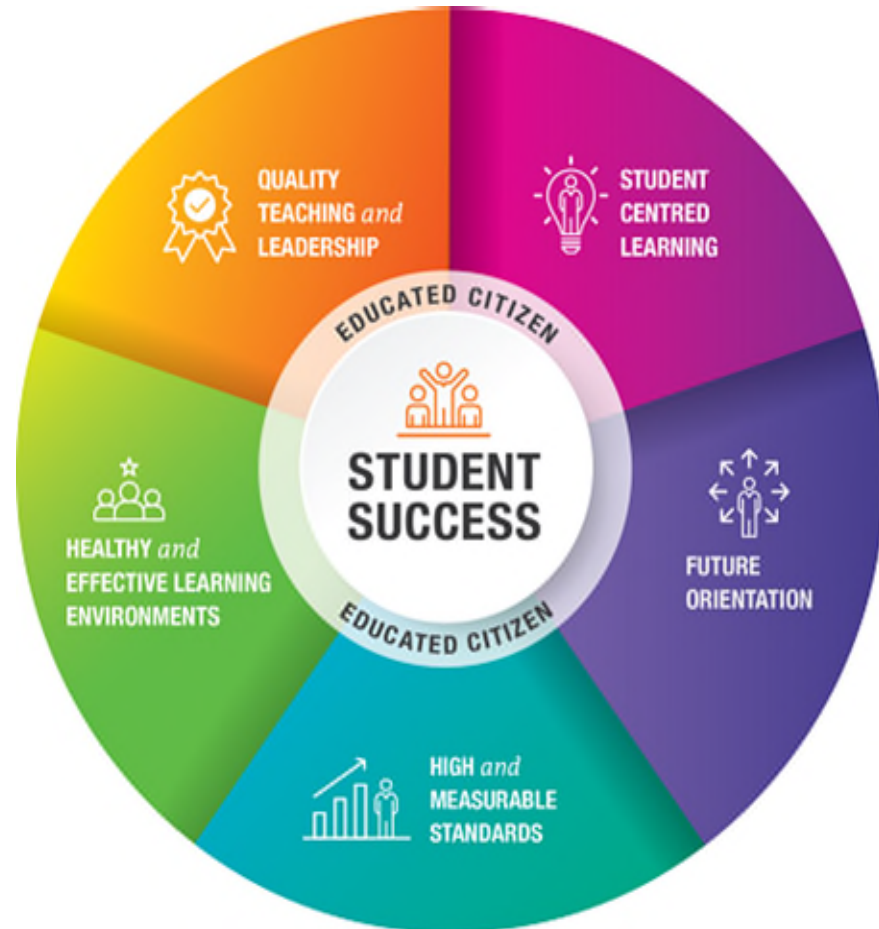 QUALITY
TEACHING and
LEADERSHIP
STUDENT
CENTRED
LEARNING
EDUCATED CITIZEN
STUDENT
SUCCESS
HEALTHY and
EFFECTIVE LEARNING
ENVIRONMENTS
FUTURE
ORIENTATION
EDUCATED CITIZEN
HIGH and
MEASURABLE
STANDARDS